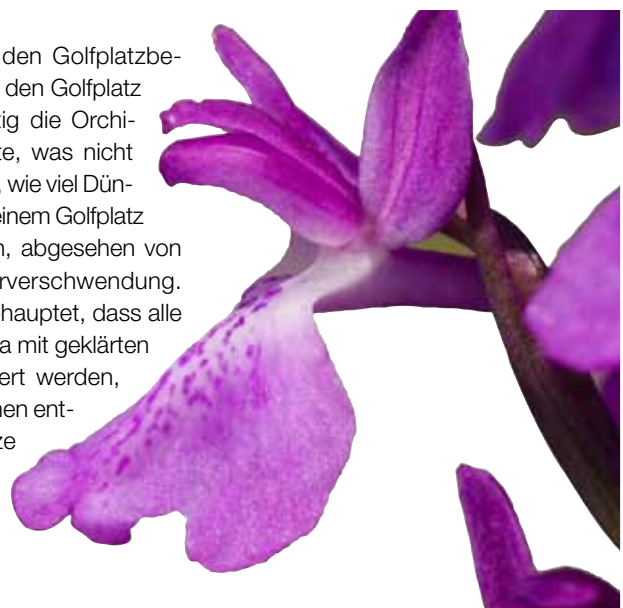 den Golfplatzbe-
den Golfplatz
tig die Orchi-
te, was nicht
, wie viel Dün-
einem Golfplatz
n, abgesehen von
rverschwendung.
hauptet, dass alle
a mit geklärten
ert werden,
nen ent-
ze